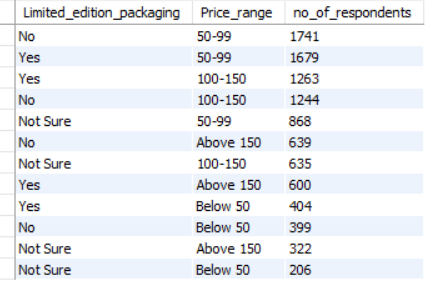 Limited_edition_packaging Price_range no_of_respondents
No 50-99 1741
Yes 50-99 1679
Yes 100-150 1263
No 100-150 1244
Not Sure 50-99 868
No Above 150 639
Not Sure 100-150 635
Yes Above 150 600
Yes Below 50 404
No Below 50 399
Not Sure Above 150 322
Not Sure Below 50 206